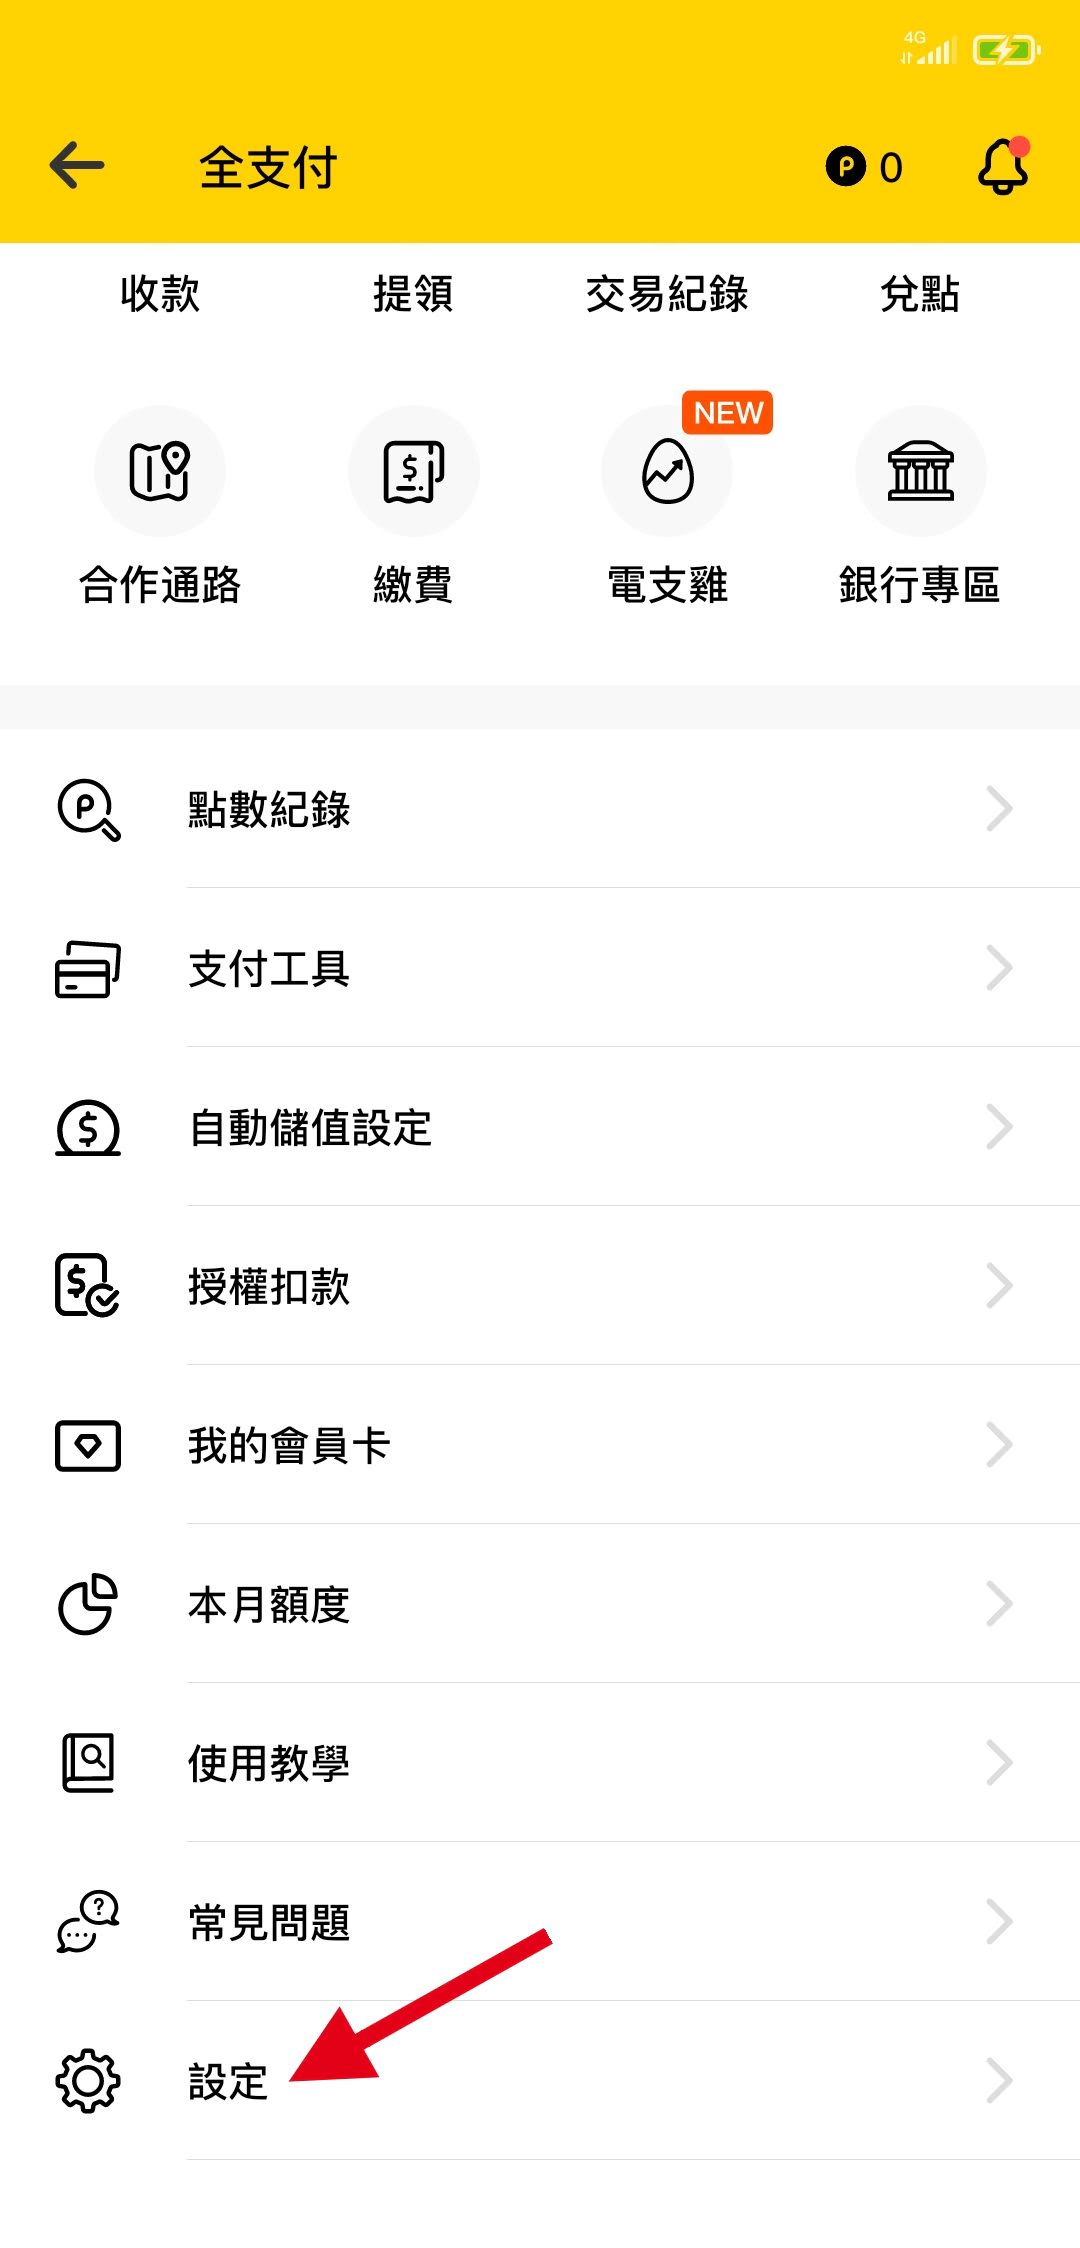 4G
全支付
P 0
收款 提領 交易紀錄 兌點
NEW
合作通路 繳費 電支雞 銀行專區
點數紀錄
支付工具
自動儲值設定
授權扣款
我的會員卡
本月額度
使用教學
常見問題
設定